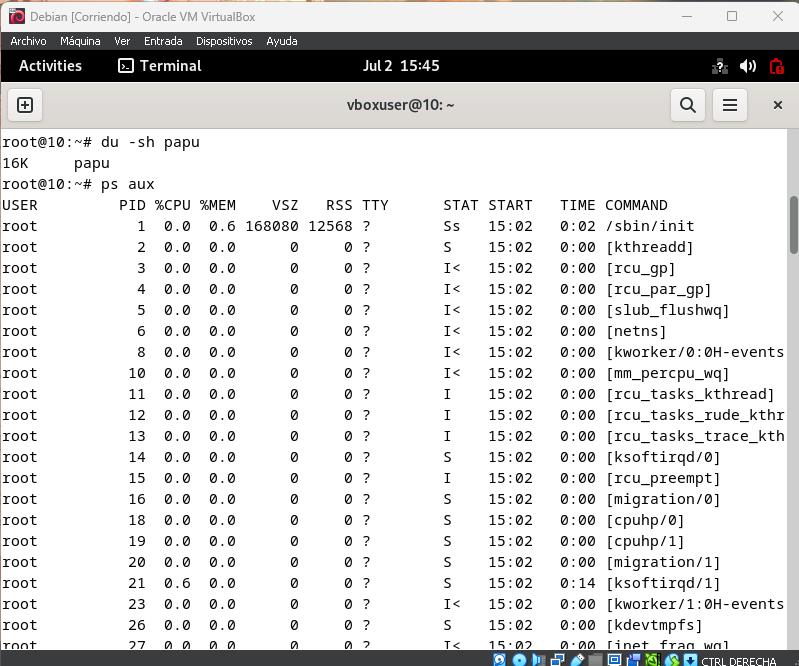 Debian [Corriendo] - Oracle VM VirtualBox
Archivo Máquina Ver Entrada Dispositivos Ayuda
Activities Terminal Jul 2 15:45
vboxuser@10: ~
root@10:~# du -sh papu
16K     papu
root@10:~# ps aux
USER         PID %CPU %MEM    VSZ   RSS TTY      STAT START   TIME COMMAND
root           1  0.0  0.6 168080 12568 ?        Ss   15:02   0:02 /sbin/init
root           2  0.0  0.0      0     0 ?        S    15:02   0:00 [kthreadd]
root           3  0.0  0.0      0     0 ?        I<   15:02   0:00 [rcu_gp]
root           4  0.0  0.0      0     0 ?        I<   15:02   0:00 [rcu_par_gp]
root           5  0.0  0.0      0     0 ?        I<   15:02   0:00 [slub_flushwq]
root           6  0.0  0.0      0     0 ?        I<   15:02   0:00 [netns]
root           8  0.0  0.0      0     0 ?        I<   15:02   0:00 [kworker/0:0H-events
root          10  0.0  0.0      0     0 ?        I<   15:02   0:00 [mm_percpu_wq]
root          11  0.0  0.0      0     0 ?        I    15:02   0:00 [rcu_tasks_kthread]
root          12  0.0  0.0      0     0 ?        I    15:02   0:00 [rcu_tasks_rude_kthr
root          13  0.0  0.0      0     0 ?        I    15:02   0:00 [rcu_tasks_trace_kth
root          14  0.0  0.0      0     0 ?        S    15:02   0:00 [ksoftirqd/0]
root          15  0.0  0.0      0     0 ?        I    15:02   0:00 [rcu_preempt]
root          16  0.0  0.0      0     0 ?        S    15:02   0:00 [migration/0]
root          18  0.0  0.0      0     0 ?        S    15:02   0:00 [cpuhp/0]
root          19  0.0  0.0      0     0 ?        S    15:02   0:00 [cpuhp/1]
root          20  0.0  0.0      0     0 ?        S    15:02   0:00 [migration/1]
root          21  0.6  0.0      0     0 ?        S    15:02   0:14 [ksoftirqd/1]
root          23  0.0  0.0      0     0 ?        I<   15:02   0:00 [kworker/1:0H-events
root          26  0.0  0.0      0     0 ?        S    15:02   0:00 [kdevtmpfs]
root          27  0.0  0.0      0     0 ?        I<   15:02   0:00 [inet_frag_wq]
CTRL DERECHA